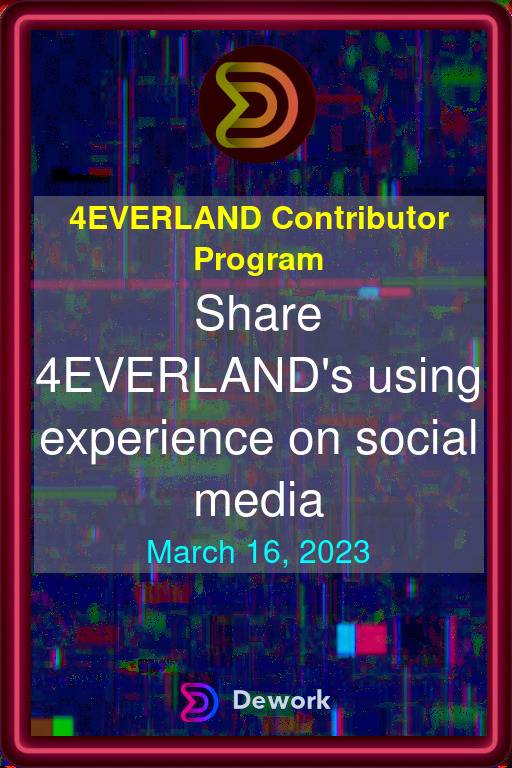 4EVERLAND Contributor
Program
Share
4EVERLAND's using
experience on social
media
March 16, 2023
Dework